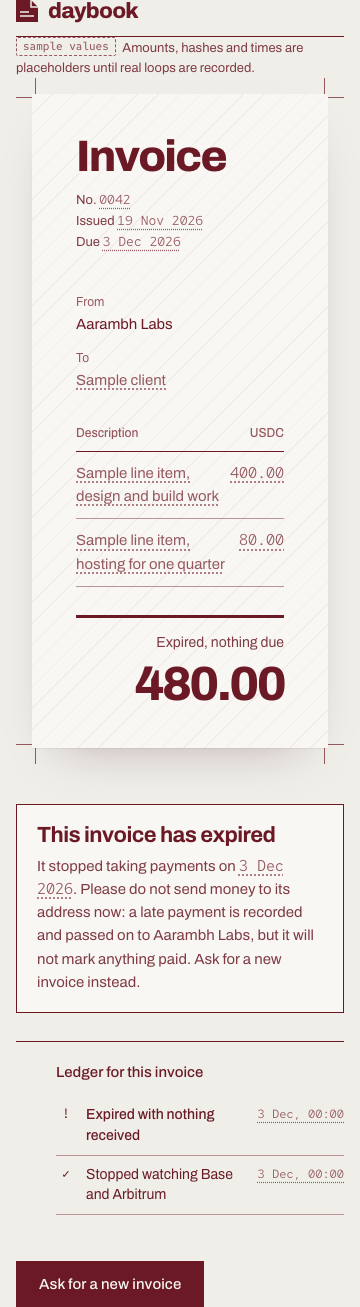 daybook
sample values Amounts, hashes and times are
placeholders until real loops are recorded.
Invoice
No. 0042
Issued 19 Nov 2026
Due 3 Dec 2026
From
Aarambh Labs
To
Sample client
Description USDC
Sample line item, 400.00
design and build work
Sample line item, 80.00
hosting for one quarter
Expired, nothing due
480.00
This invoice has expired
It stopped taking payments on 3 Dec
2026. Please do not send money to its
address now: a late payment is recorded
and passed on to Aarambh Labs, but it will
not mark anything paid. Ask for a new
invoice instead.
Ledger for this invoice
! Expired with nothing 3 Dec, 00:00
received
✓ Stopped watching Base 3 Dec, 00:00
and Arbitrum
Ask for a new invoice